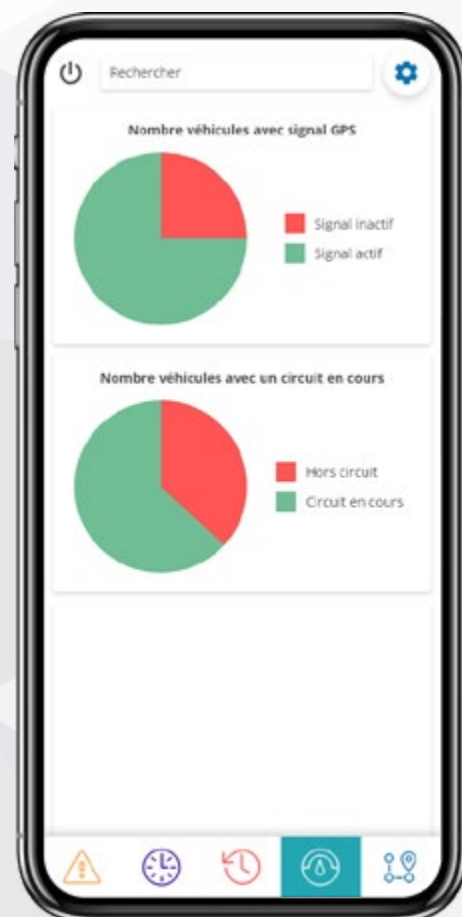 Rechercher
Nombre véhicules avec signal GPS
Signal inactif
Signal actif
Nombre véhicules avec un circuit en cours
Hors circuit
Circuit en cours